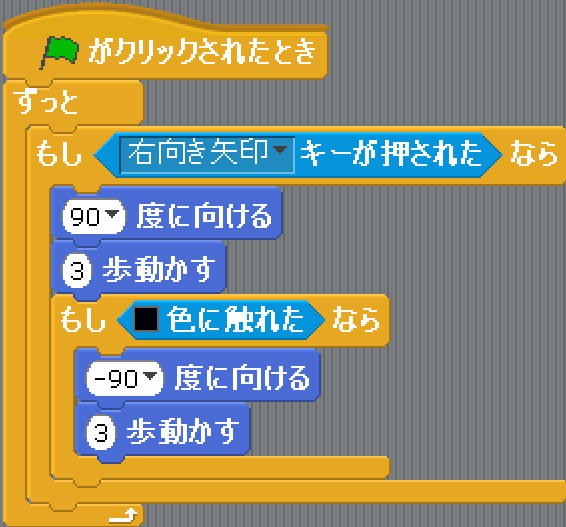 がクリックされたとき
ずっと
もし 右向き矢印 キーが押された なら
90 度に向ける
3 歩動かす
もし 色に触れた なら
-90 度に向ける
3 歩動かす